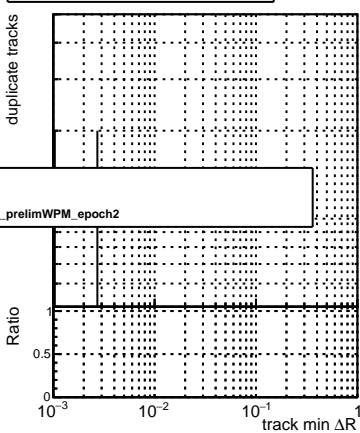 duplicate tracks
_prelimWPM_epoch2
Ratio
1
0.5
0
10⁻³
10⁻²
10⁻¹
1
track min ΔR